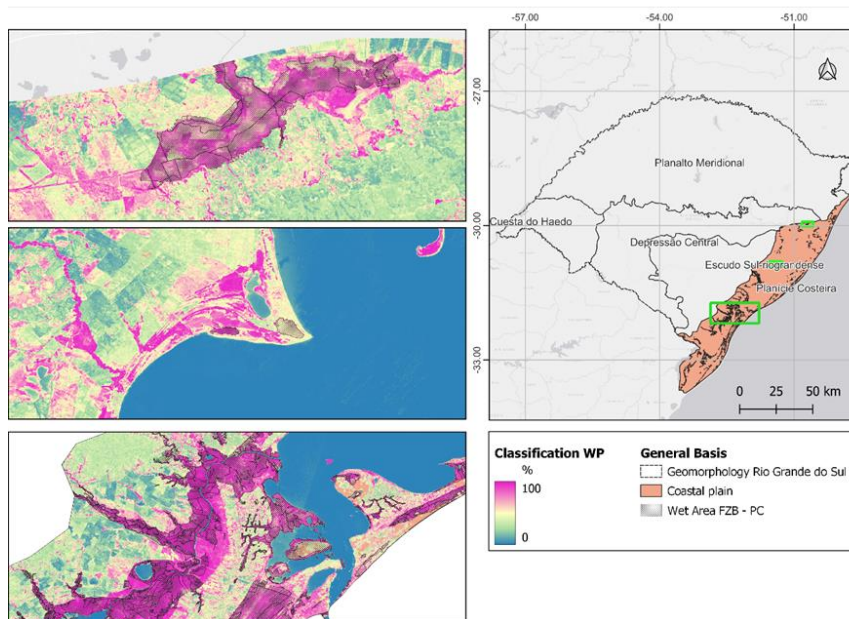 -57.00 -54.00 -51.00
-27.00
Planalto Meridional
Cuesta do Haedo
-30.00
Depressão Central
Escudo Sul-riograndense
Planície Costeira
-33.00
0 25 50 km
Classification WP
%
100
0
General Basis
Geomorphology Rio Grande do Sul
Coastal plain
Wet Area FZB - PC